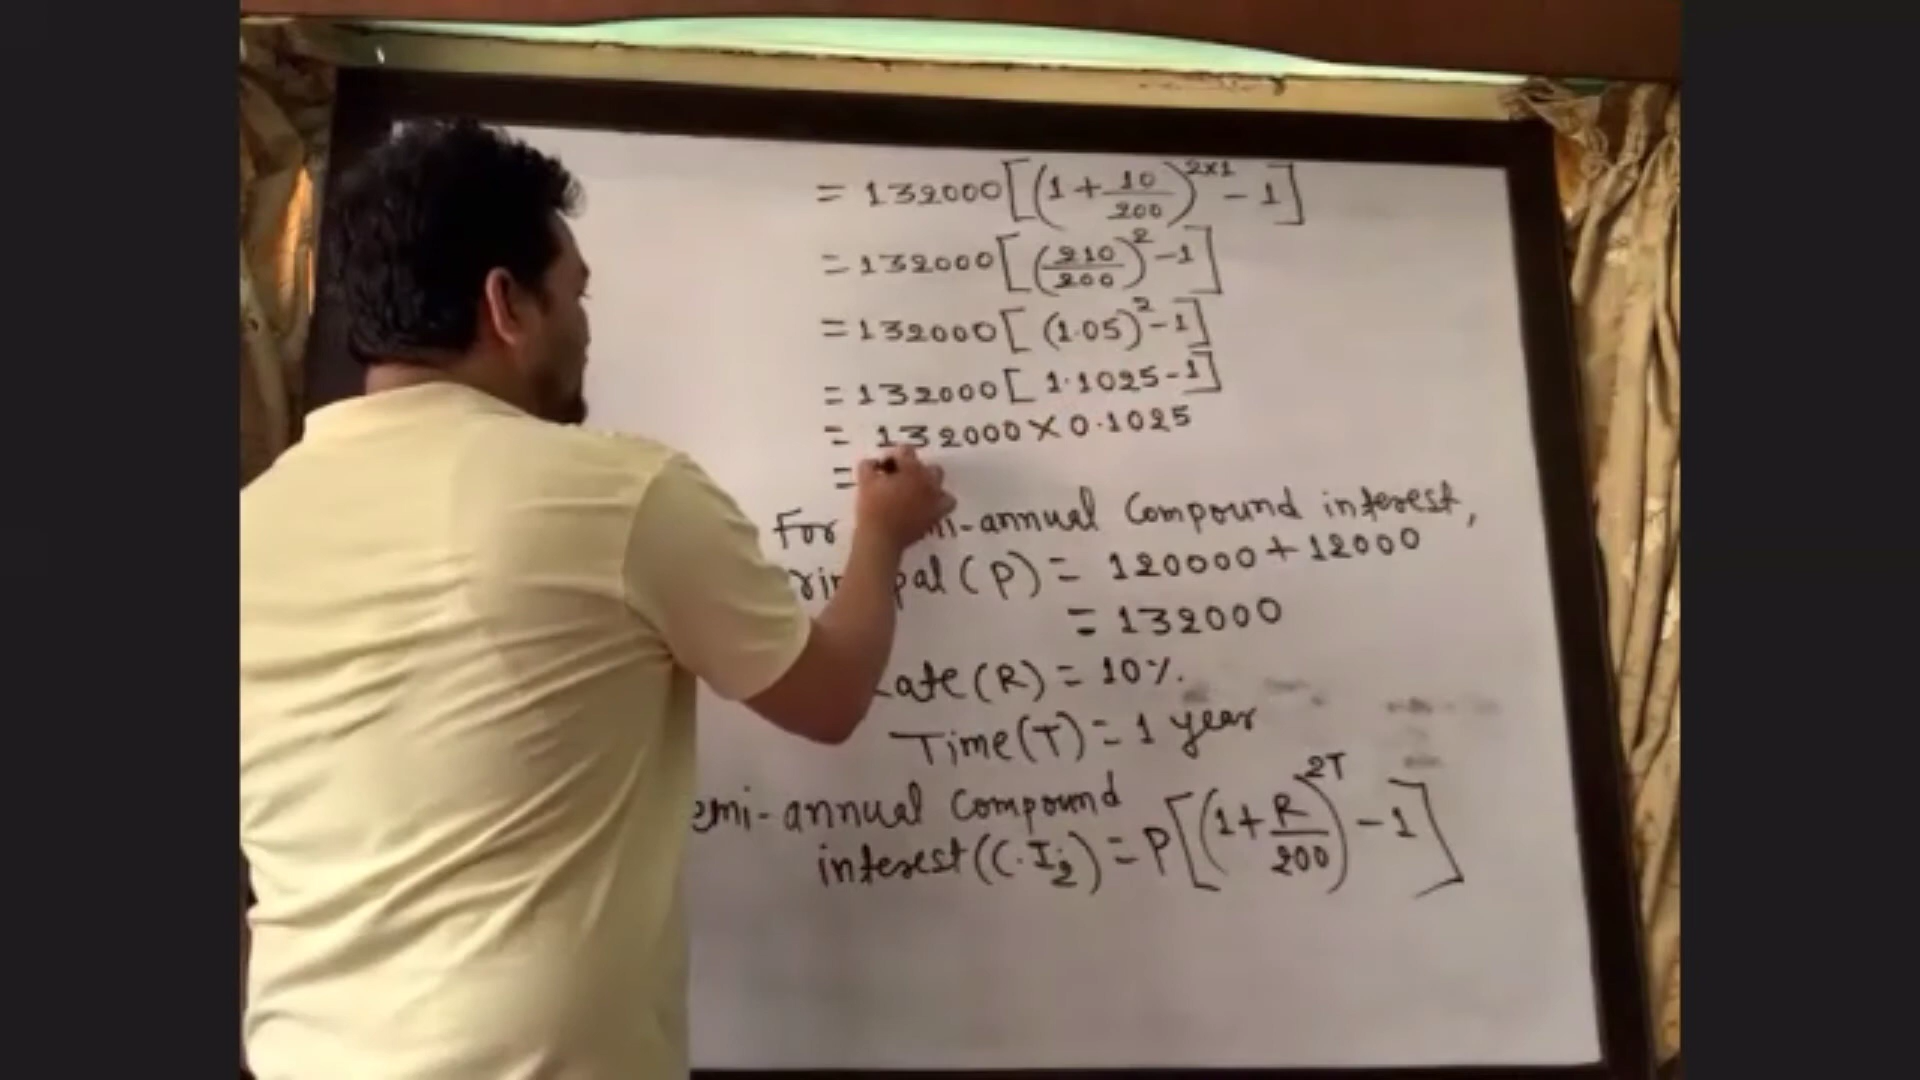 = 132000[(1+10/200)^2×1 - 1]
= 132000[(210/200)^2 - 1]
= 132000[(1.05)^2 - 1]
= 132000[1.1025-1]
= 132000×0.1025
=
For annual Compound interest,
(P) = 120000+12000
= 132000
(R) = 10%.
Time(T) = 1 year
annual Compound
interest(C.I2) = P[(1+R/200)^2T - 1]